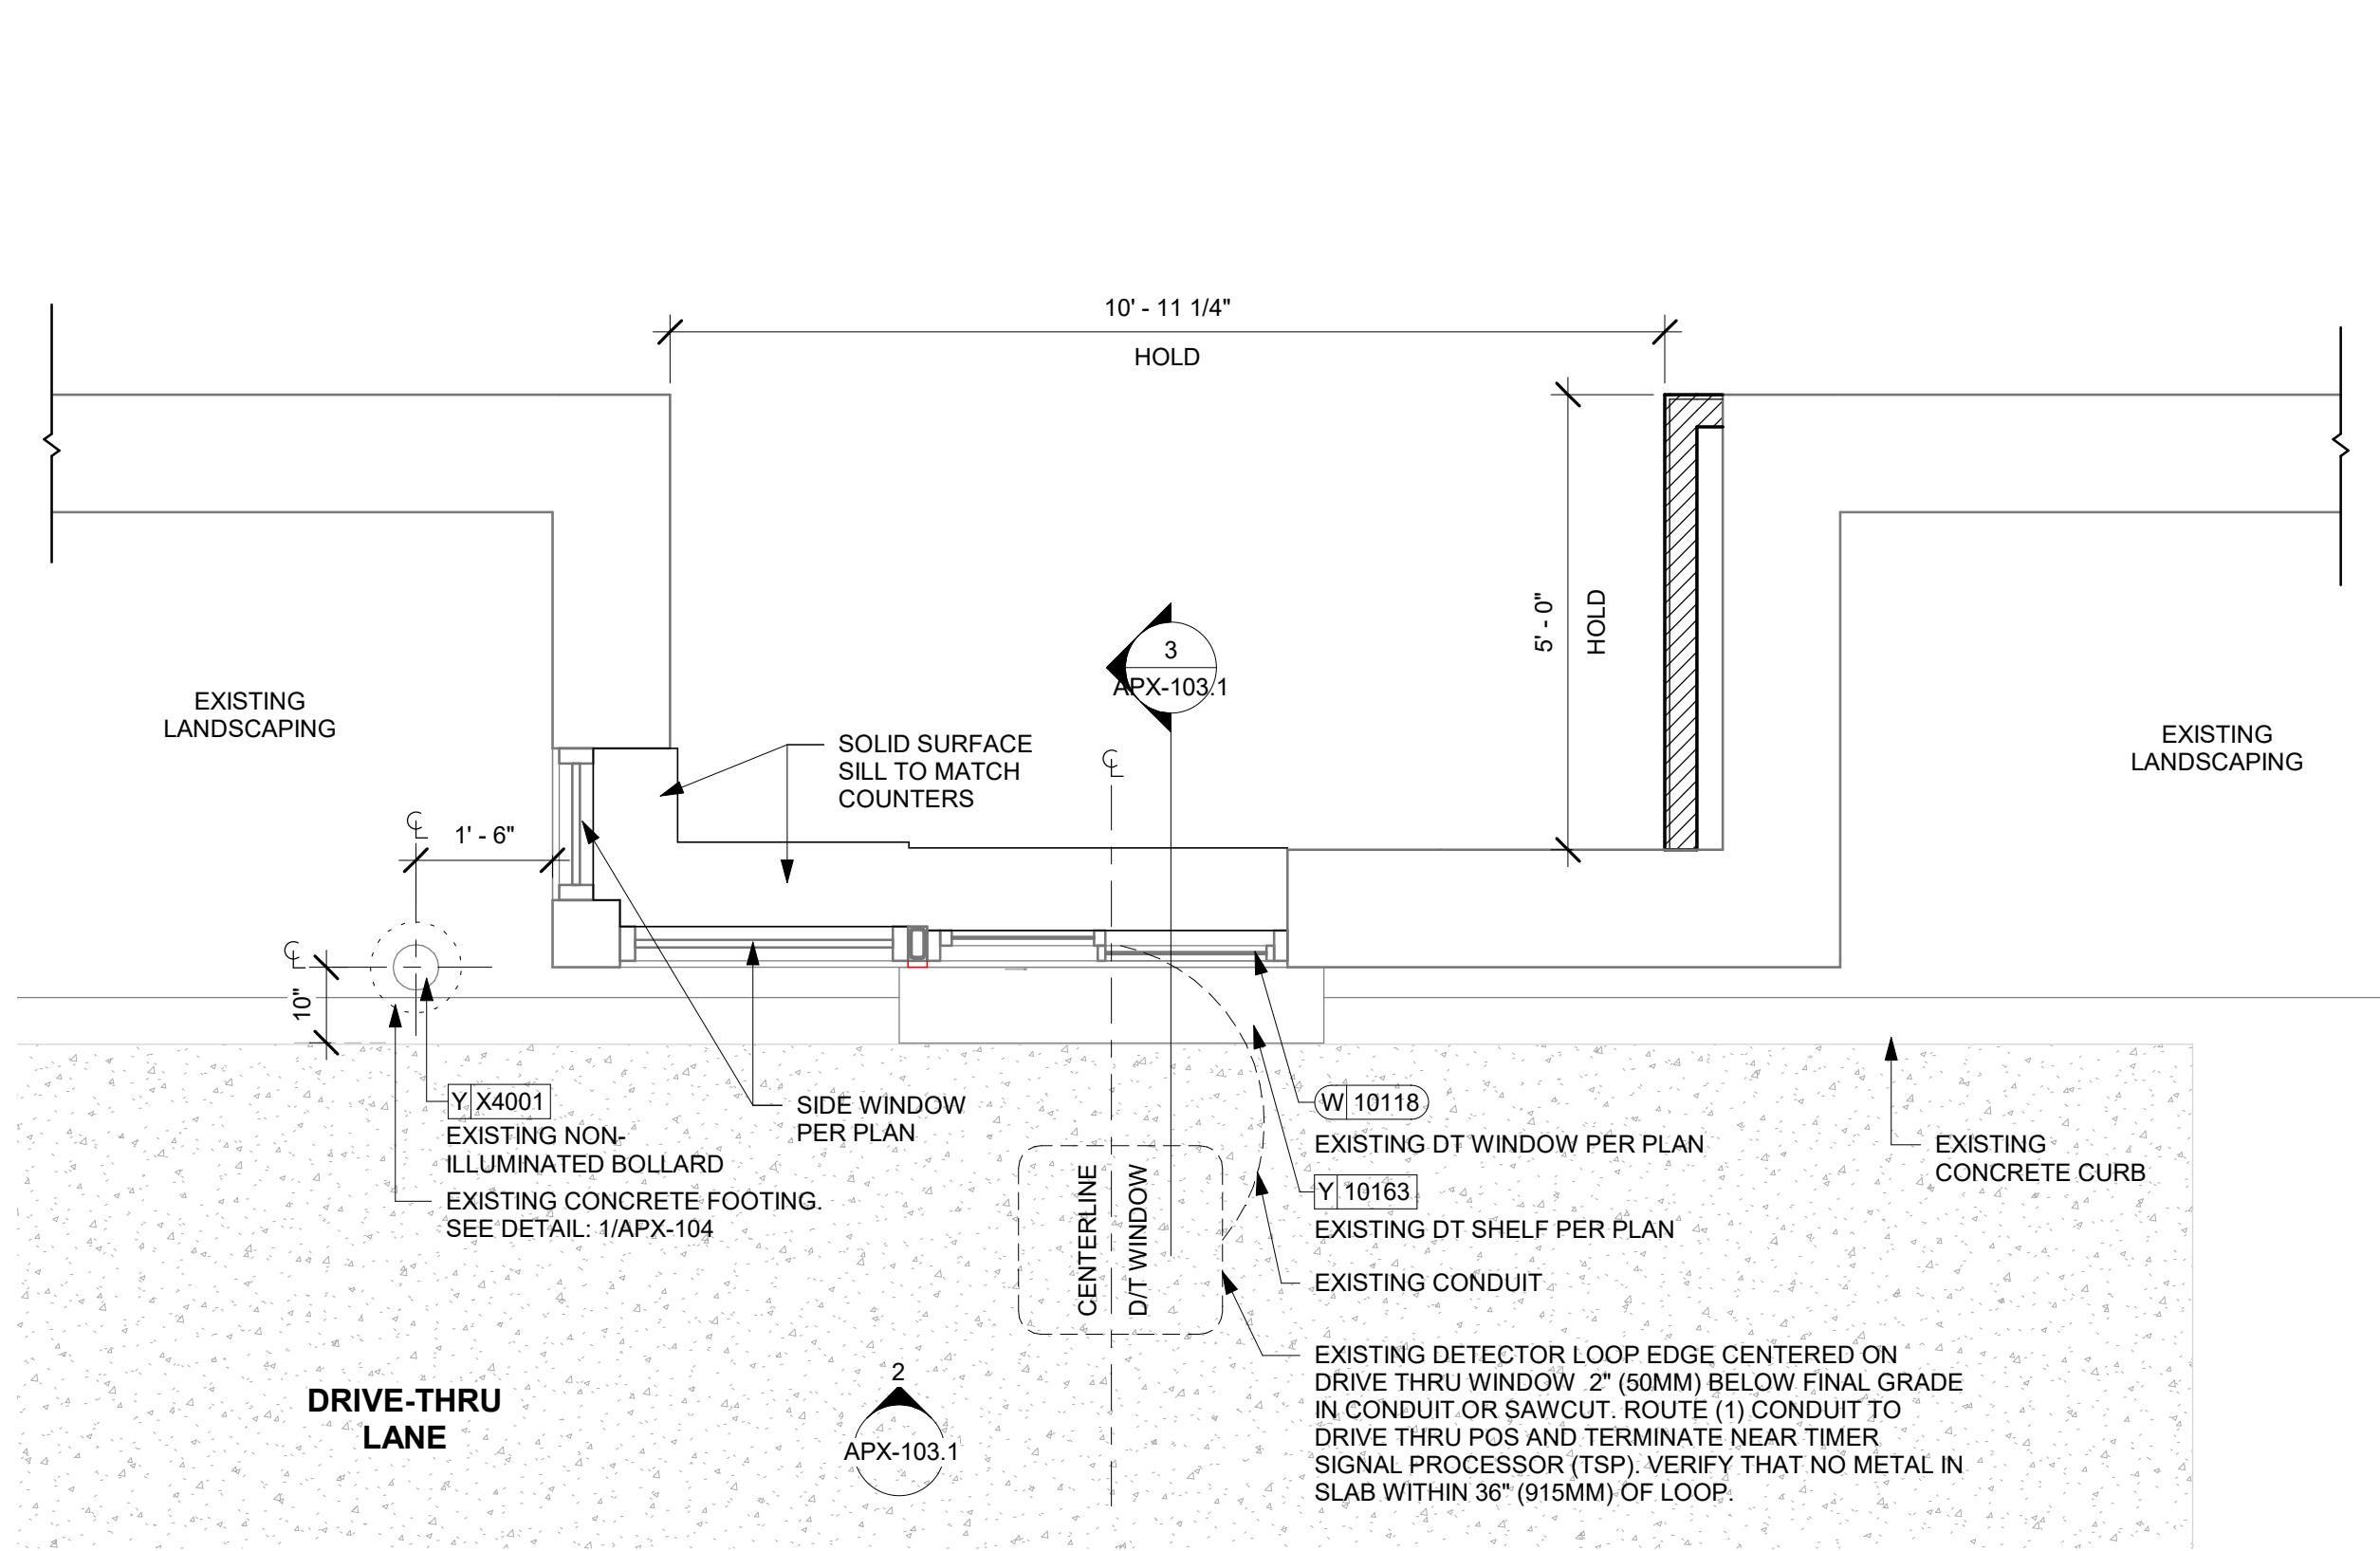 10' - 11 1/4"
HOLD
5' - 0"
HOLD
3
APX-103.1
EXISTING
LANDSCAPING
SOLID SURFACE
SILL TO MATCH
COUNTERS
EXISTING
LANDSCAPING
℄
℄
1' - 6"
℄
10"
Y X4001
EXISTING NON-
ILLUMINATED BOLLARD
EXISTING CONCRETE FOOTING.
SEE DETAIL: 1/APX-104
SIDE WINDOW
PER PLAN
CENTERLINE
D/T WINDOW
W 10118
EXISTING DT WINDOW PER PLAN
Y 10163
EXISTING DT SHELF PER PLAN
EXISTING CONDUIT
EXISTING
CONCRETE CURB
EXISTING DETECTOR LOOP EDGE CENTERED ON
DRIVE THRU WINDOW 2" (50MM) BELOW FINAL GRADE
IN CONDUIT OR SAWCUT. ROUTE (1) CONDUIT TO
DRIVE THRU POS AND TERMINATE NEAR TIMER
SIGNAL PROCESSOR (TSP). VERIFY THAT NO METAL IN
SLAB WITHIN 36" (915MM) OF LOOP.
DRIVE-THRU
LANE
2
APX-103.1